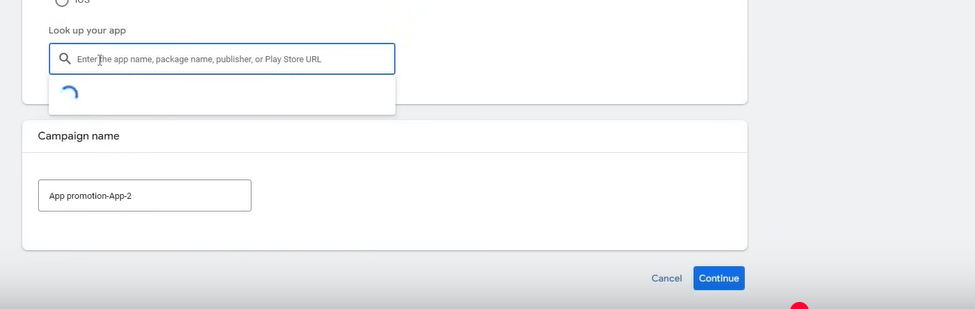 iOS
Look up your app
Enter the app name, package name, publisher, or Play Store URL
Campaign name
App promotion-App-2
Cancel
Continue